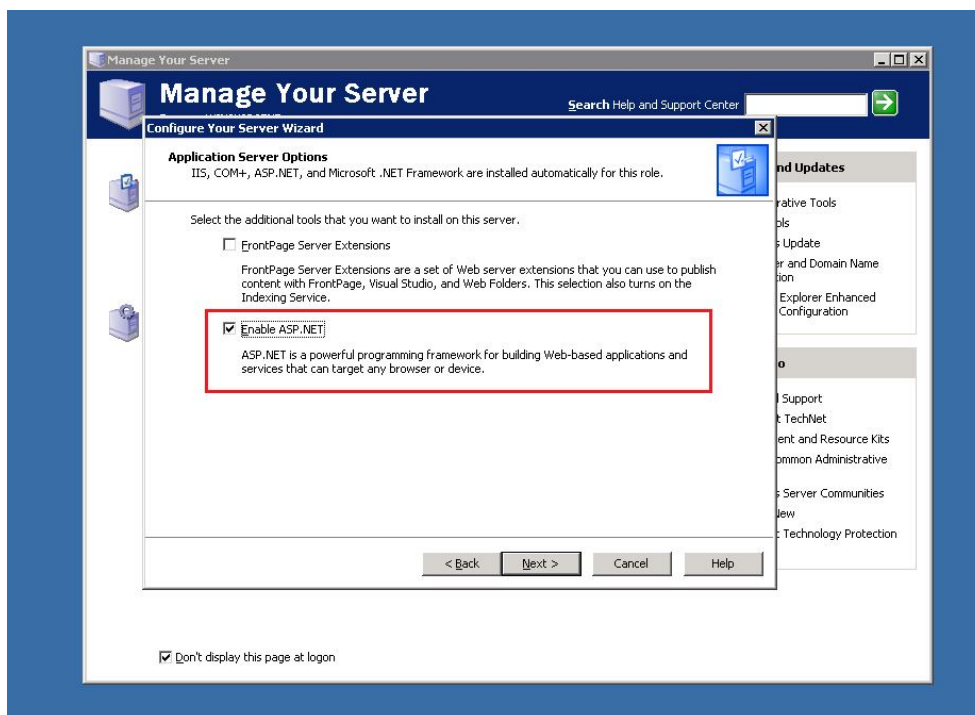 Manage Your Server
Manage Your Server
Search Help and Support Center
Configure Your Server Wizard
Application Server Options
IIS, COM+, ASP.NET, and Microsoft .NET Framework are installed automatically for this role.
Select the additional tools that you want to install on this server.
FrontPage Server Extensions
FrontPage Server Extensions are a set of Web server extensions that you can use to publish
content with FrontPage, Visual Studio, and Web Folders. This selection also turns on the
Indexing Service.
Enable ASP.NET
ASP.NET is a powerful programming framework for building Web-based applications and
services that can target any browser or device.
< Back
Next >
Cancel
Help
nd Updates
rative Tools
ols
s Update
er and Domain Name
tion
Explorer Enhanced
Configuration
o
l Support
t TechNet
ent and Resource Kits
ommon Administrative
s Server Communities
New
t Technology Protection
Don't display this page at logon